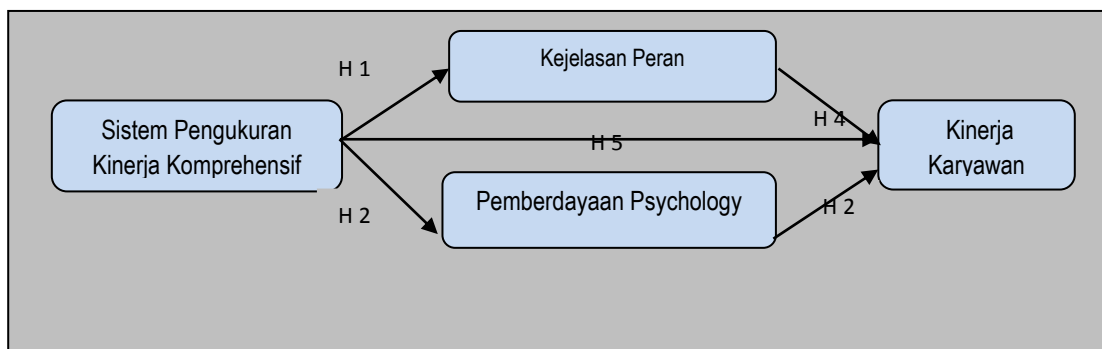 Kejelasan Peran
H 1
Sistem Pengukuran
Kinerja Komprehensif
H 4
H 5
Kinerja
Karyawan
Pemberdayaan Psychology
H 2
H 2